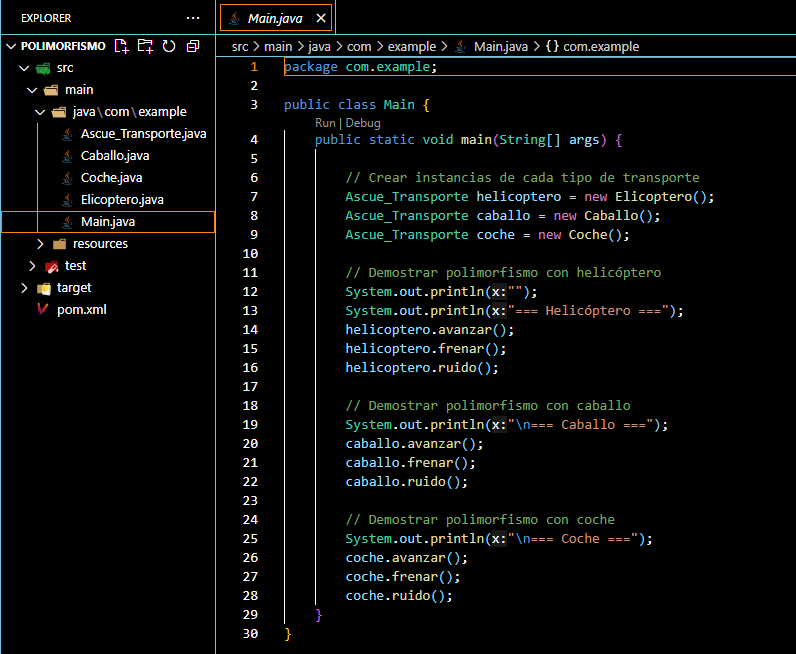 EXPLORER ...
POLIMORFISMO
src
main
java\com\example
Ascue_Transporte.java
Caballo.java
Coche.java
Elicoptero.java
Main.java
resources
test
target
pom.xml
Main.java
src > main > java > com > example > Main.java > {} com.example
1 package com.example;
2
3 public class Main {
Run | Debug
4 public static void main(String[] args) {
5
6 // Crear instancias de cada tipo de transporte
7 Ascue_Transporte helicoptero = new Elicoptero();
8 Ascue_Transporte caballo = new Caballo();
9 Ascue_Transporte coche = new Coche();
10
11 // Demostrar polimorfismo con helicóptero
12 System.out.println(x:"");
13 System.out.println(x:"=== Helicóptero ===");
14 helicoptero.avanzar();
15 helicoptero.frenar();
16 helicoptero.ruido();
17
18 // Demostrar polimorfismo con caballo
19 System.out.println(x:"\n=== Caballo ===");
20 caballo.avanzar();
21 caballo.frenar();
22 caballo.ruido();
23
24 // Demostrar polimorfismo con coche
25 System.out.println(x:"\n=== Coche ===");
26 coche.avanzar();
27 coche.frenar();
28 coche.ruido();
29 }
30 }